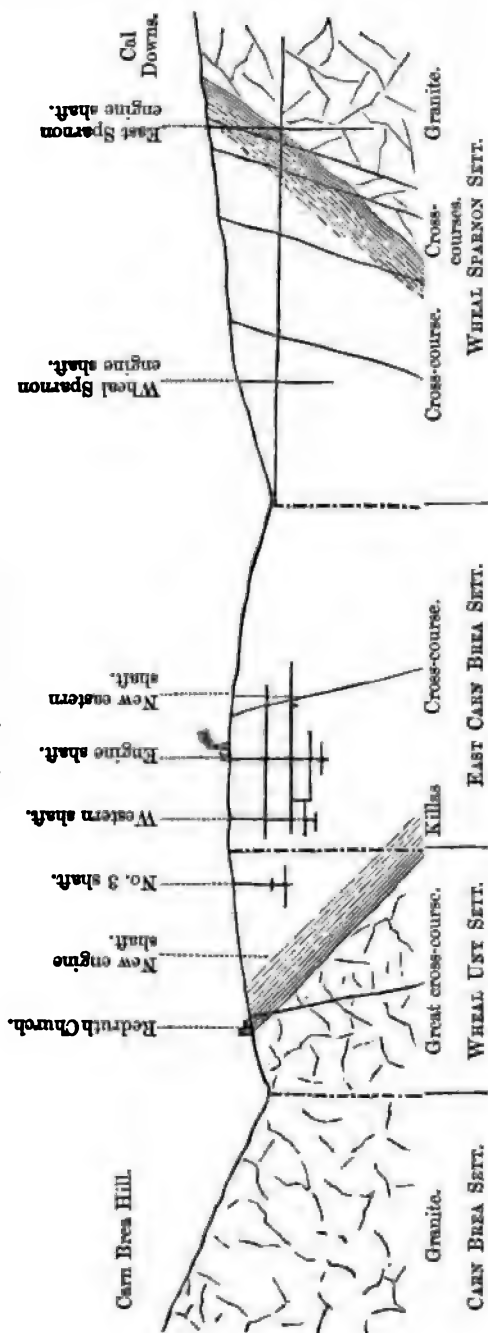 Carn Brea Hill.
Redruth Church.
New engine
shaft.
No. 3 shaft.
Western shaft.
Engine shaft.
New eastern
shaft.
Wheal Sparnon
engine shaft.
East Sparnon
engine shaft.
Cal
Downs.
Granite.
Great cross-course.
Killas
Cross-course.
Cross-course.
Cross-
courses.
Granite.
CARN BREA SETT.
WHEAL UNY SETT.
EAST CARN BREA SETT.
WHEAL SPARNON SETT.